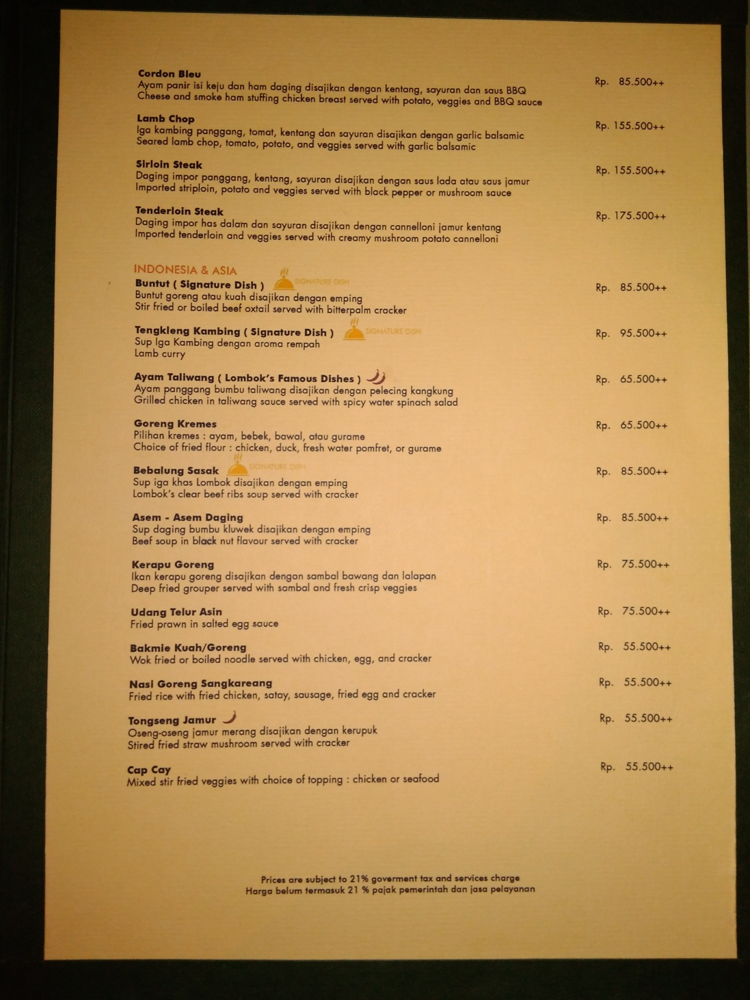 Cordon Bleu
Ayam panir isi keju dan ham daging disajikan dengan kentang, sayuran dan saus BBQ
Cheese and smoke ham stuffing chicken breast served with potato, veggies and BBQ sauce
Rp. 85.500++
Lamb Chop
Iga kambing panggang, tomat, kentang dan sayuran disajikan dengan garlic balsamic
Seared lamb chop, tomato, potato, and veggies served with garlic balsamic
Rp. 155.500++
Sirloin Steak
Daging impor panggang, kentang, sayuran disajikan dengan saus lada atau saus jamur
Imported striploin, potato and veggies served with black pepper or mushroom sauce
Rp. 155.500++
Tenderloin Steak
Daging impor has dalam dan sayuran disajikan dengan cannelloni jamur kentang
Imported tenderloin and veggies served with creamy mushroom potato cannelloni
Rp. 175.500++
INDONESIA & ASIA
Buntut ( Signature Dish ) SIGNATURE DISH
Buntut goreng atau kuah disajikan dengan emping
Stir fried or boiled beef oxtail served with bitterpalm cracker
Rp. 85.500++
Tengkleng Kambing ( Signature Dish ) SIGNATURE DISH
Sup Iga Kambing dengan aroma rempah
Lamb curry
Rp. 95.500++
Ayam Taliwang ( Lombok's Famous Dishes )
Ayam panggang bumbu taliwang disajikan dengan pelecing kangkung
Grilled chicken in taliwang sauce served with spicy water spinach salad
Rp. 65.500++
Goreng Kremes
Pilihan kremes : ayam, bebek, bawal, atau gurame
Choice of fried flour : chicken, duck, fresh water pomfret, or gurame
Rp. 65.500++
Bebalung Sasak SIGNATURE DISH
Sup iga khas Lombok disajikan dengan emping
Lombok's clear beef ribs soup served with cracker
Rp. 85.500++
Asem - Asem Daging
Sup daging bumbu kluwek disajikan dengan emping
Beef soup in black nut flavour served with cracker
Rp. 85.500++
Kerapu Goreng
Ikan kerapu goreng disajikan dengan sambal bawang dan lalapan
Deep fried grouper served with sambal and fresh crisp veggies
Rp. 75.500++
Udang Telur Asin
Fried prawn in salted egg sauce
Rp. 75.500++
Bakmie Kuah/Goreng
Wok fried or boiled noodle served with chicken, egg, and cracker
Rp. 55.500++
Nasi Goreng Sangkareang
Fried rice with fried chicken, satay, sausage, fried egg and cracker
Rp. 55.500++
Tongseng Jamur
Oseng-oseng jamur merang disajikan dengan kerupuk
Stired fried straw mushroom served with cracker
Rp. 55.500++
Cap Cay
Mixed stir fried veggies with choice of topping : chicken or seafood
Rp. 55.500++
Prices are subject to 21% goverment tax and services charge
Harga belum termasuk 21 % pajak pemerintah dan jasa pelayanan